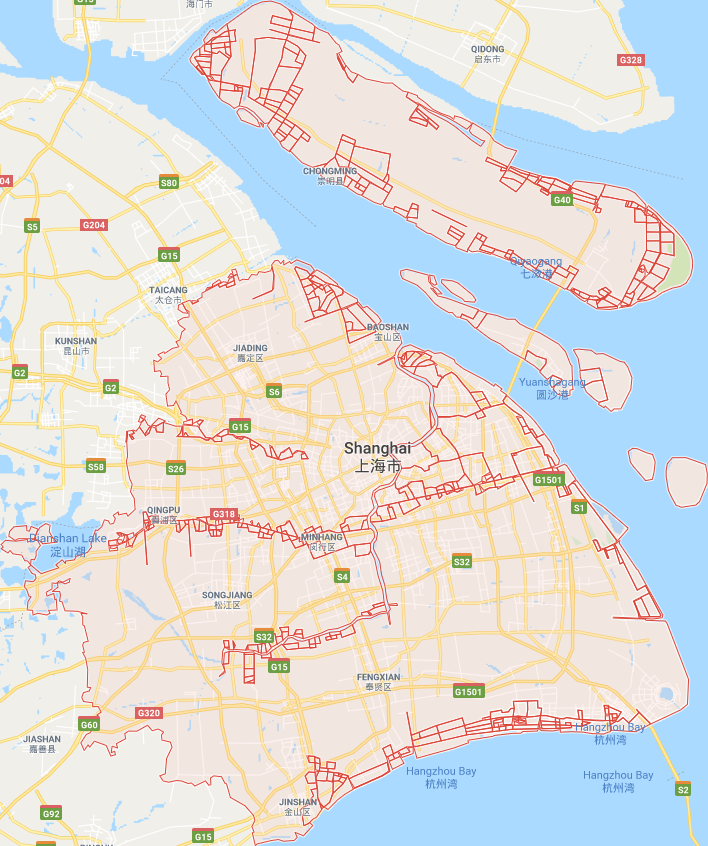 海门市
QIDONG
启东市
G328
CHONGMING
崇明县
S80
G40
04
G204
S5
G15
Qiyaogang
七滧港
TAICANG
太仓市
BAOSHAN
宝山区
KUNSHAN
昆山市
JIADING
嘉定区
G2
G2
S6
Yuanshagang
圆沙港
G15
Shanghai
上海市
S58
S26
G1501
S1
QINGPU
青浦区
G318
Dianshan Lake
淀山湖
MINHANG
闵行区
S32
S4
SONGJIANG
松江区
S32
G15
FENGXIAN
奉贤区
G1501
G320
G60
JIASHAN
嘉善县
Hangzhou Bay
杭州湾
Hangzhou Bay
杭州湾
Hangzhou Bay
杭州湾
S2
JINSHAN
金山区
G92
G15